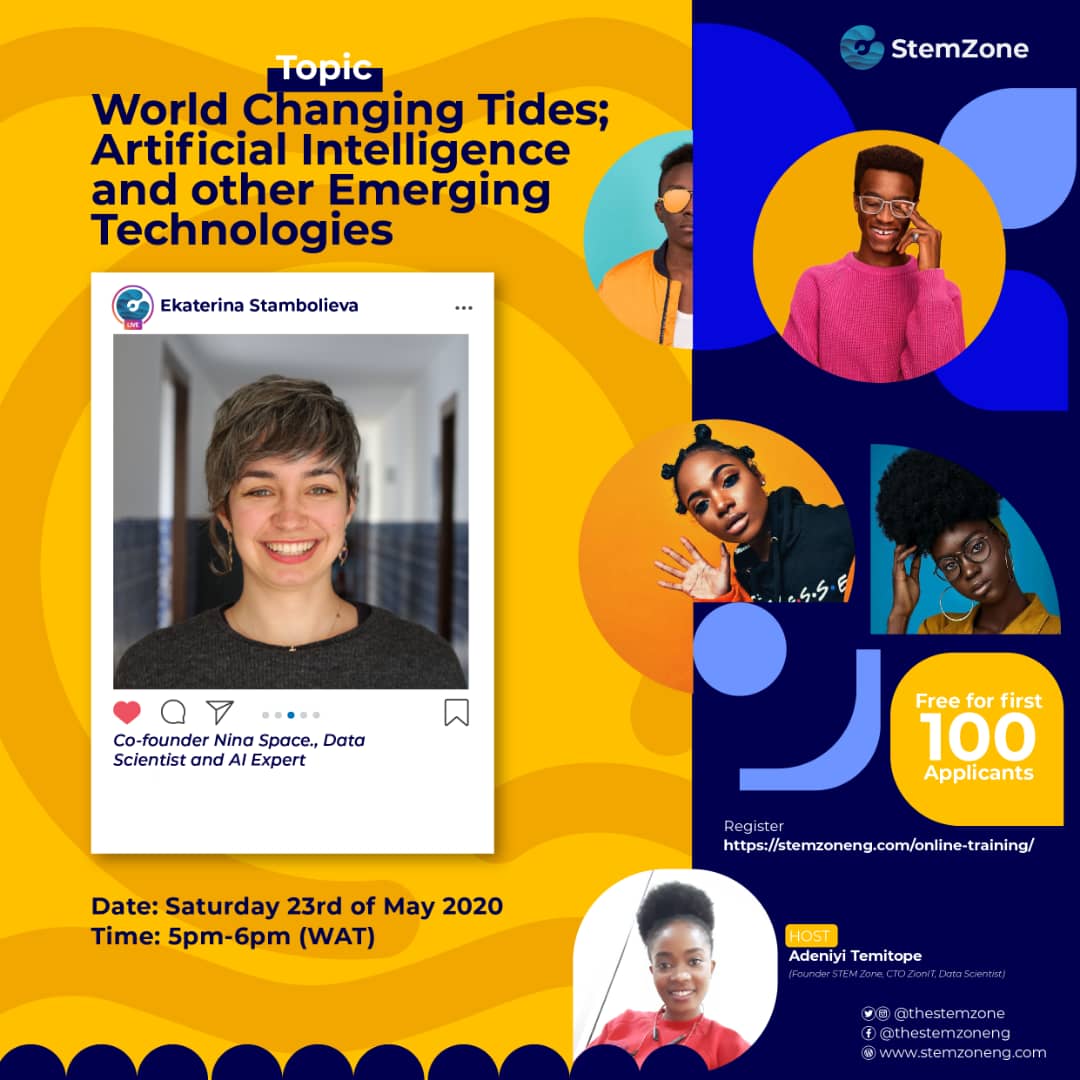 StemZone
Topic
World Changing Tides;
Artificial Intelligence
and other Emerging
Technologies
LIVE
Ekaterina Stambolieva
Co-founder Nina Space., Data
Scientist and AI Expert
Date: Saturday 23rd of May 2020
Time: 5pm-6pm (WAT)
Free for first
100
Applicants
Register
https://stemzoneng.com/online-training/
HOST
Adeniyi Temitope
(Founder STEM Zone, CTO ZionIT, Data Scientist)
@thestemzone
@thestemzoneng
www.stemzoneng.com